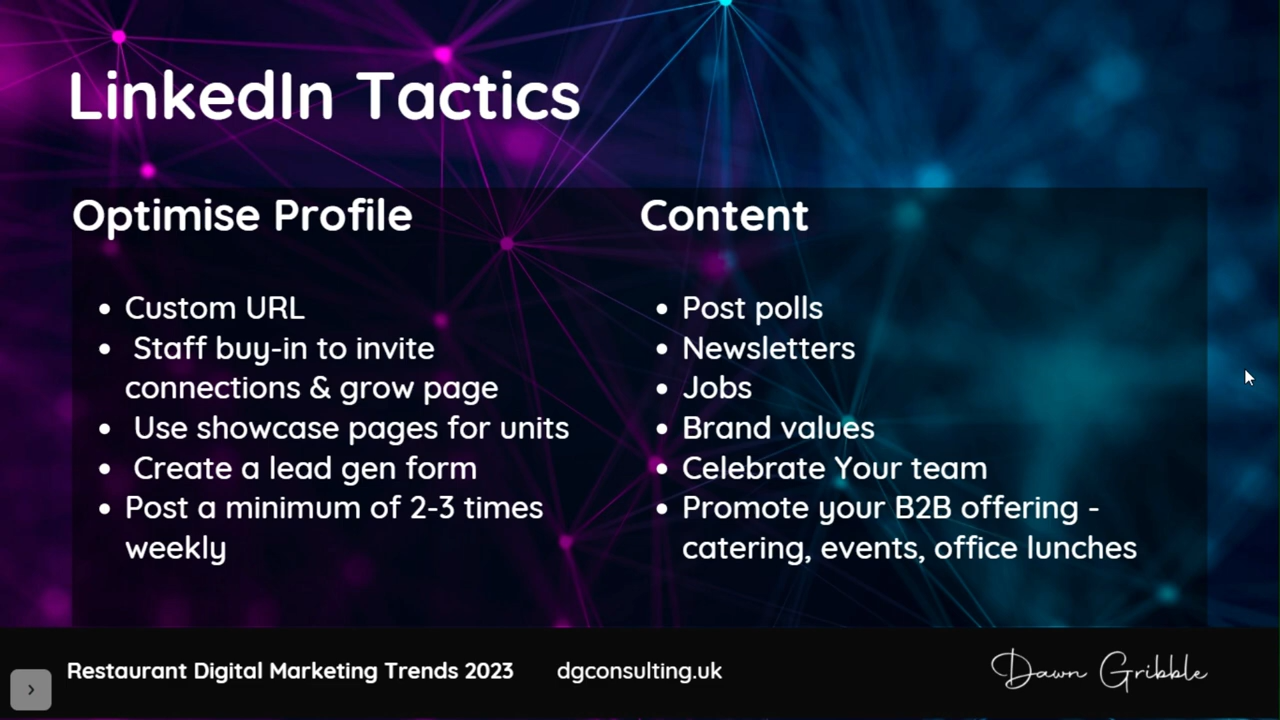 LinkedIn Tactics
Optimise Profile
• Custom URL
• Staff buy-in to invite
connections & grow page
• Use showcase pages for units
• Create a lead gen form
• Post a minimum of 2-3 times
weekly
Content
• Post polls
• Newsletters
• Jobs
• Brand values
• Celebrate Your team
• Promote your B2B offering -
catering, events, office lunches
Restaurant Digital Marketing Trends 2023
dgconsulting.uk
Dawn Gribble